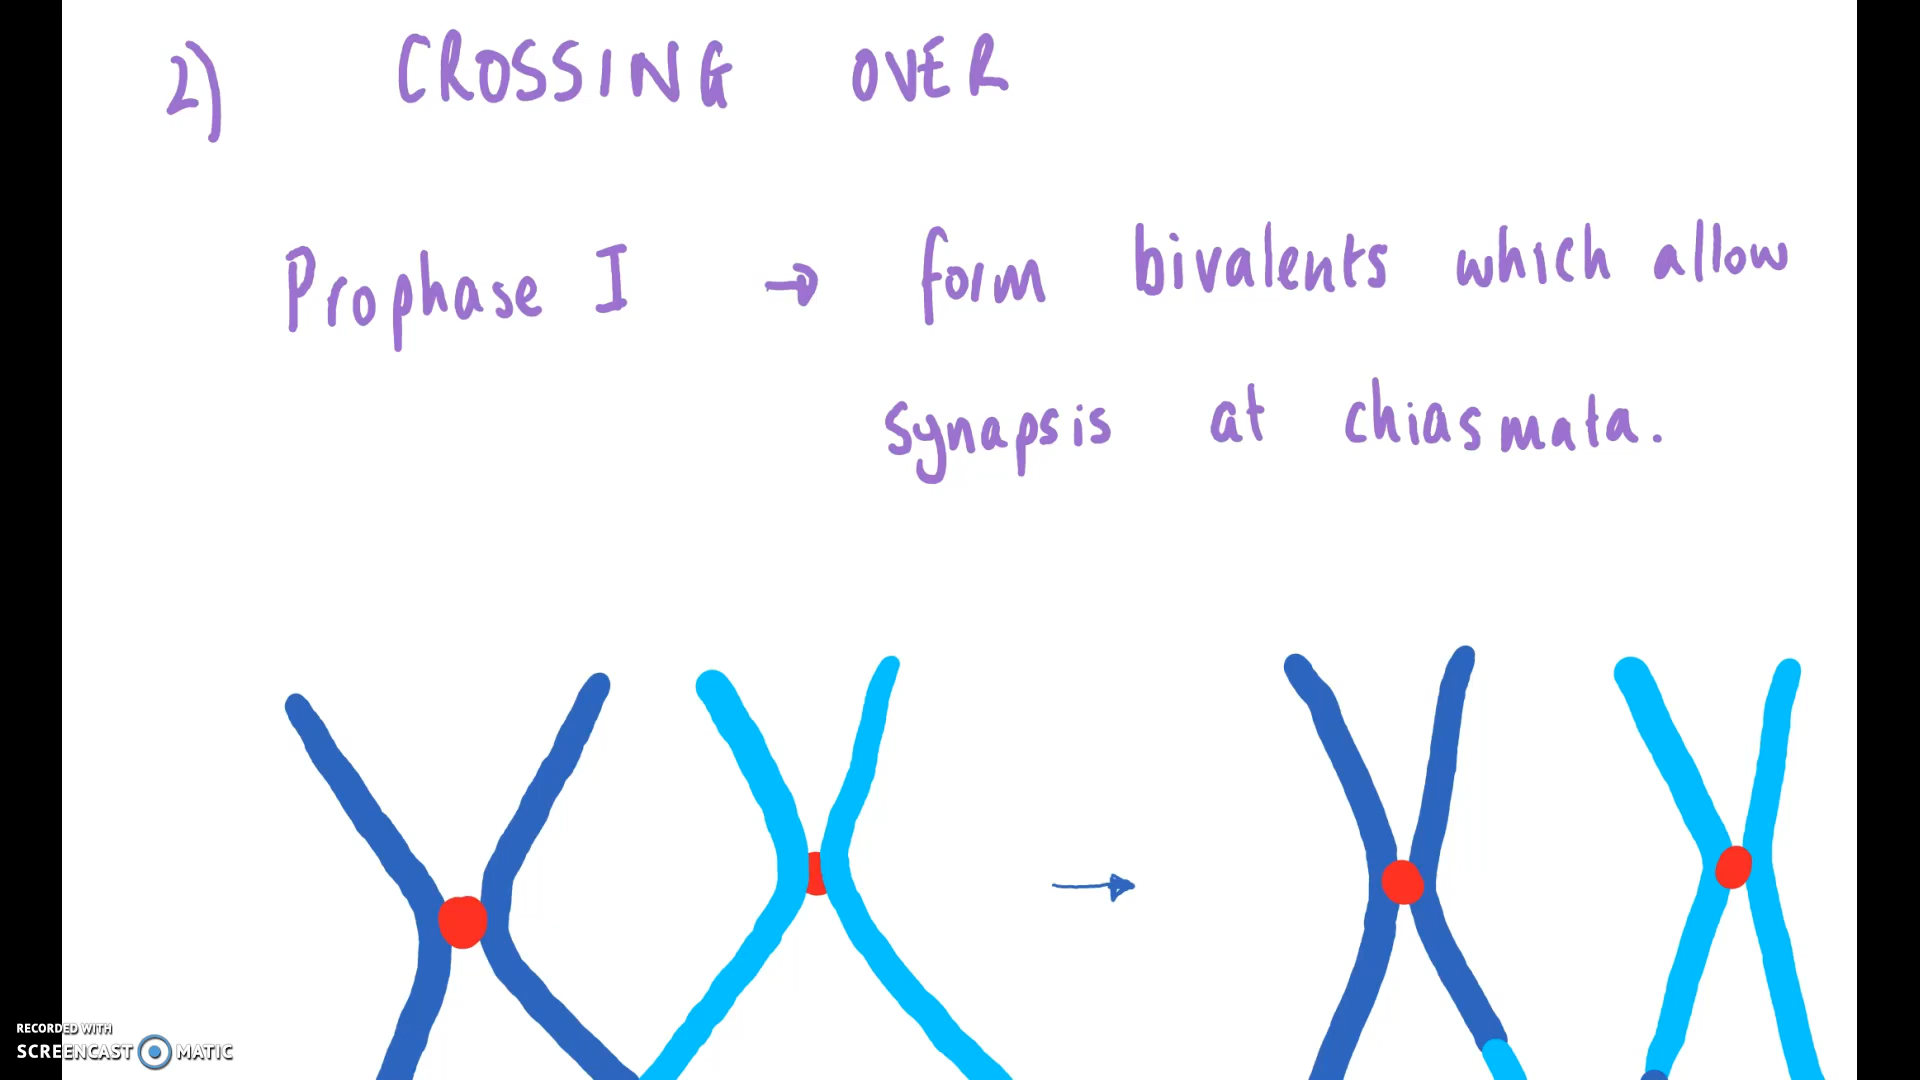 2) CROSSING OVER
Prophase I → form bivalents which allow
synapsis at chiasmata.
RECORDED WITH
SCREENCAST MATIC